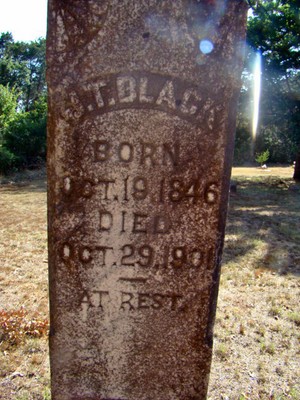 BLACK
BORN
OCT. 19. 1846
DIED
OCT. 29. 1901
AT REST.